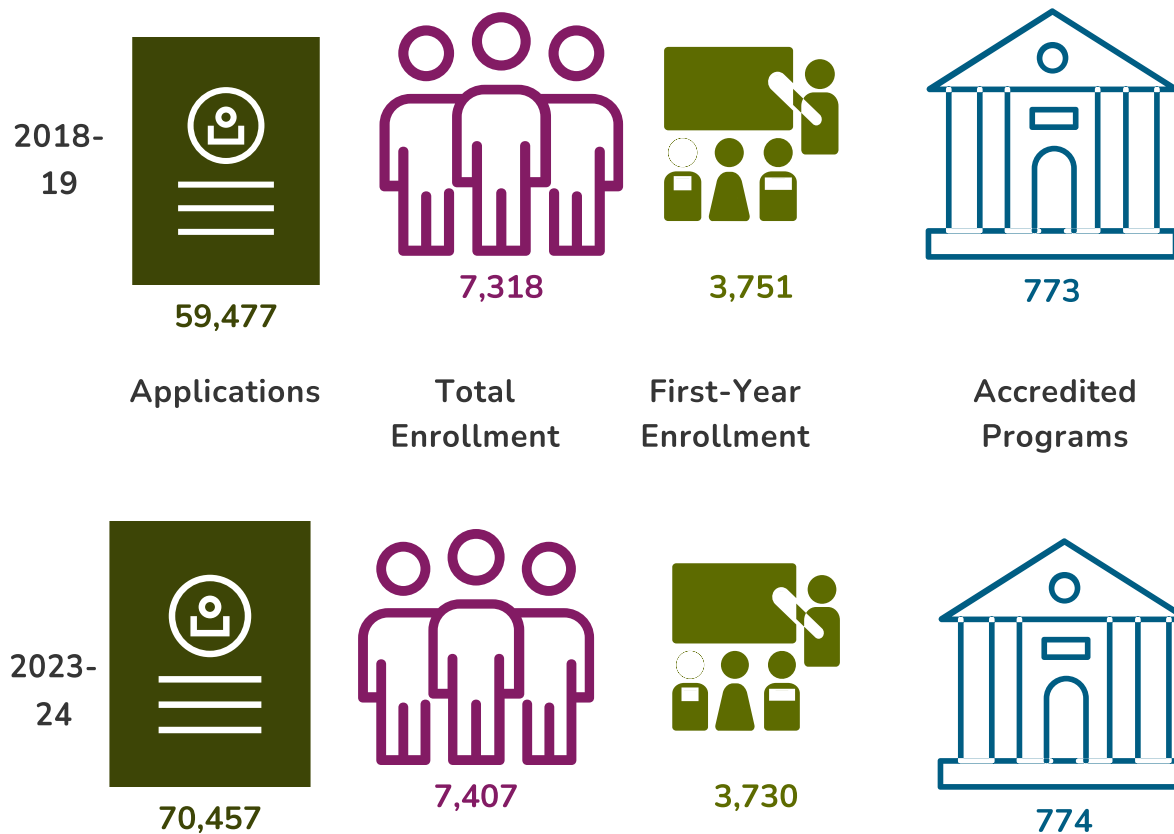 2018-
19
59,477
7,318
3,751
773
Applications
Total
Enrollment
First-Year
Enrollment
Accredited
Programs
2023-
24
70,457
7,407
3,730
774